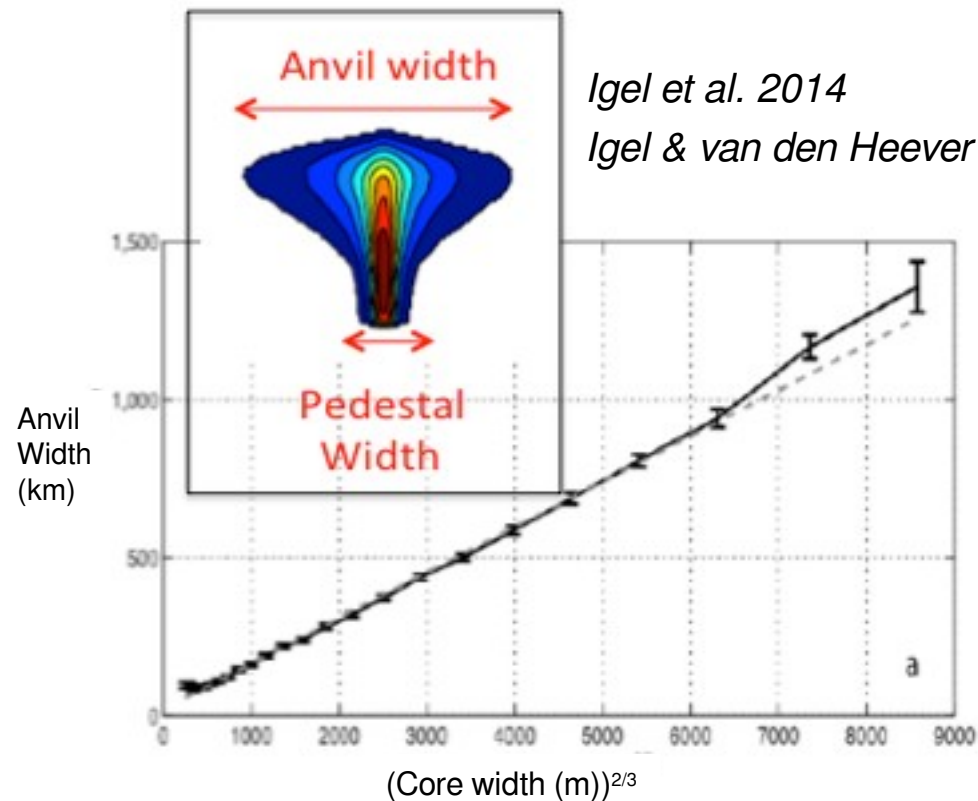 Anvil width
Igel et al. 2014
Igel & van den Heever
Pedestal
Width
1,500
1,000
500
0
Anvil
Width
(km)
a
0 1000 2000 3000 4000 5000 6000 7000 8000 9000
(Core width (m))²/³